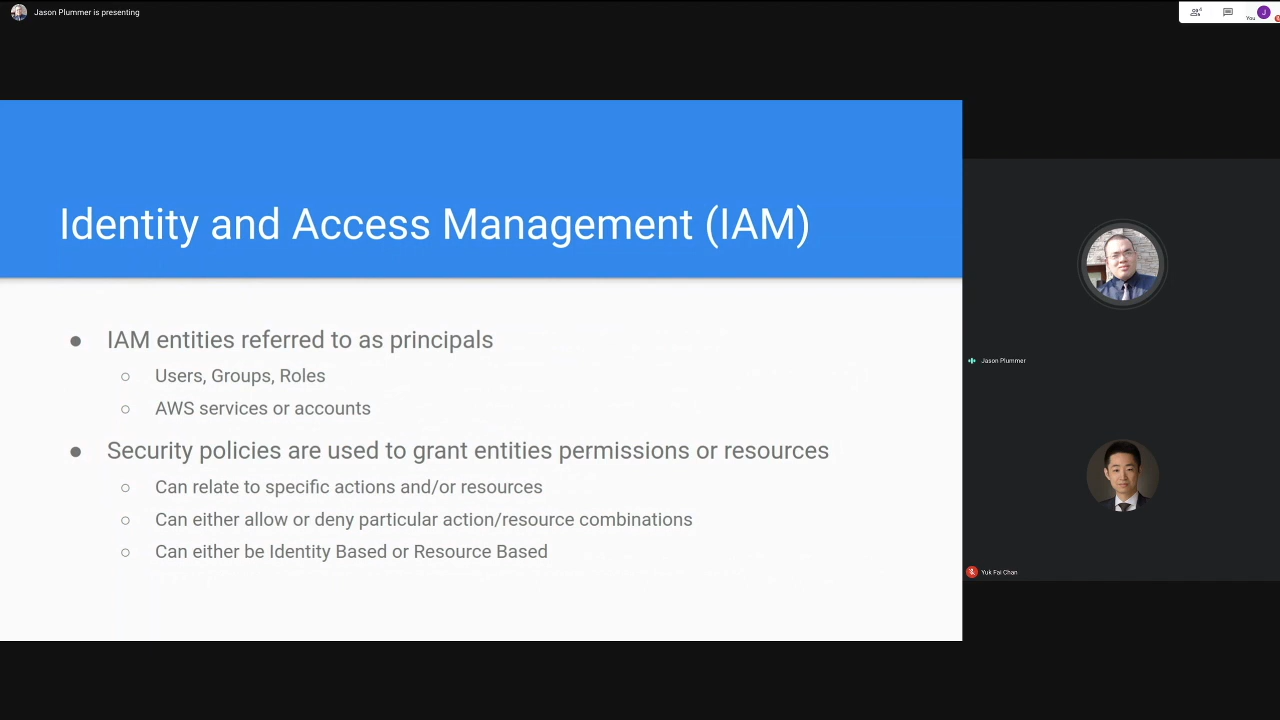 Jason Plummer is presenting
4
You
J
Identity and Access Management (IAM)
● IAM entities referred to as principals
○ Users, Groups, Roles
○ AWS services or accounts
● Security policies are used to grant entities permissions or resources
○ Can relate to specific actions and/or resources
○ Can either allow or deny particular action/resource combinations
○ Can either be Identity Based or Resource Based
Jason Plummer
Yuk Fai Chan